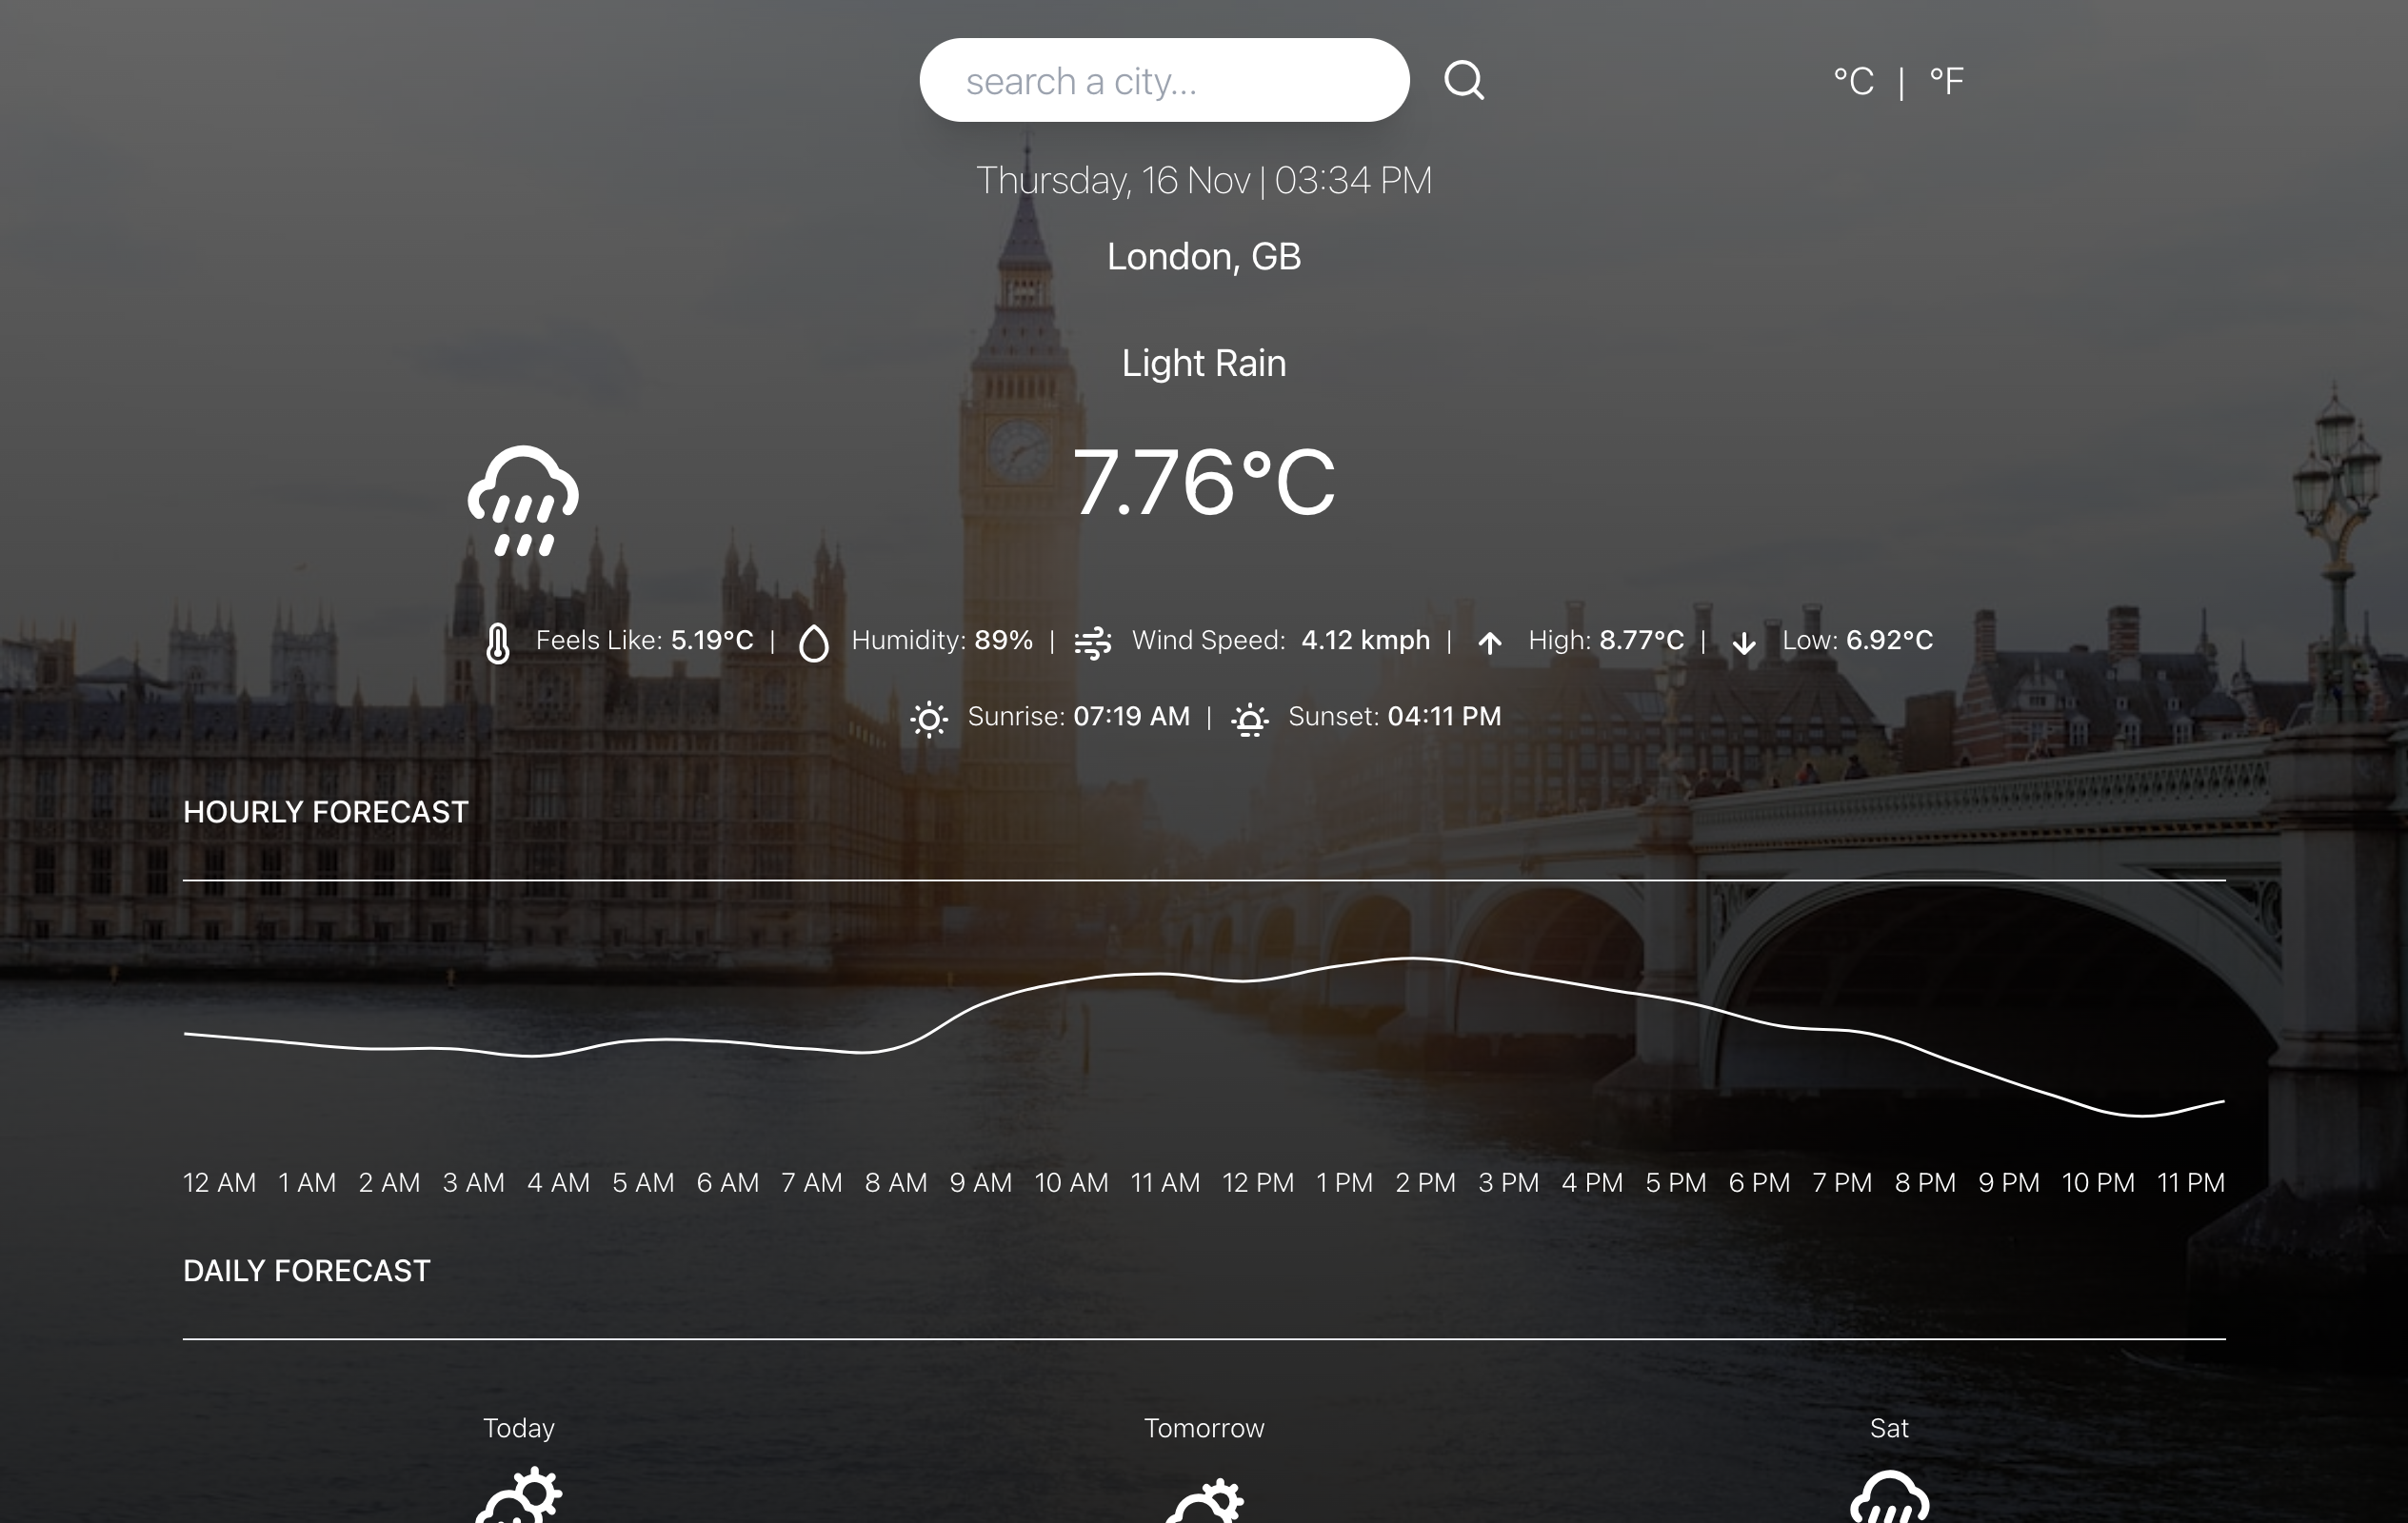 search a city... °C | °F
Thursday, 16 Nov | 03:34 PM
London, GB
Light Rain
7.76°C
Feels Like: 5.19°C | Humidity: 89% | Wind Speed: 4.12 kmph | High: 8.77°C | Low: 6.92°C
Sunrise: 07:19 AM | Sunset: 04:11 PM
HOURLY FORECAST
12 AM 1 AM 2 AM 3 AM 4 AM 5 AM 6 AM 7 AM 8 AM 9 AM 10 AM 11 AM 12 PM 1 PM 2 PM 3 PM 4 PM 5 PM 6 PM 7 PM 8 PM 9 PM 10 PM 11 PM
DAILY FORECAST
Today Tomorrow Sat